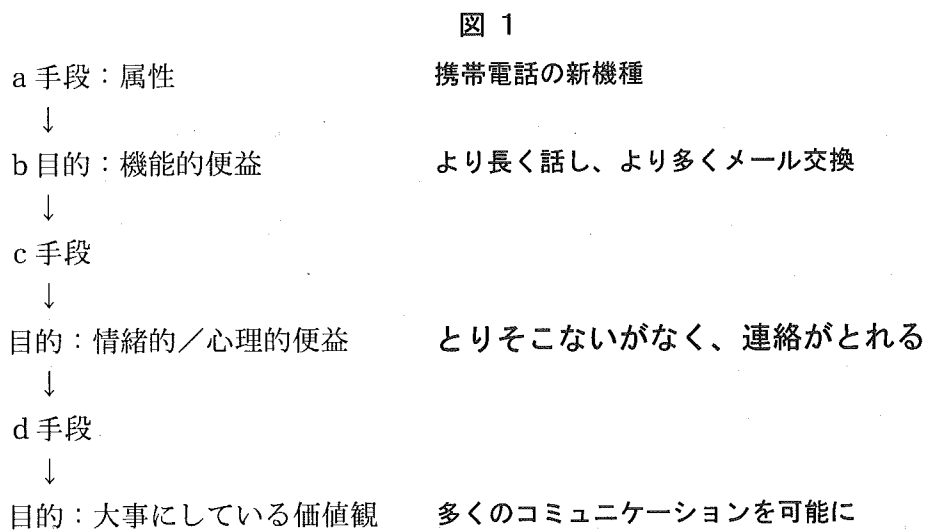 図 1
a 手段：属性 携帯電話の新機種
↓
b 目的：機能的便益 より長く話し、より多くメール交換
↓
c 手段
↓
目的：情緒的／心理的便益 とりそこないがなく、連絡がとれる
↓
d 手段
↓
目的：大事にしている価値観 多くのコミュニケーションを可能に